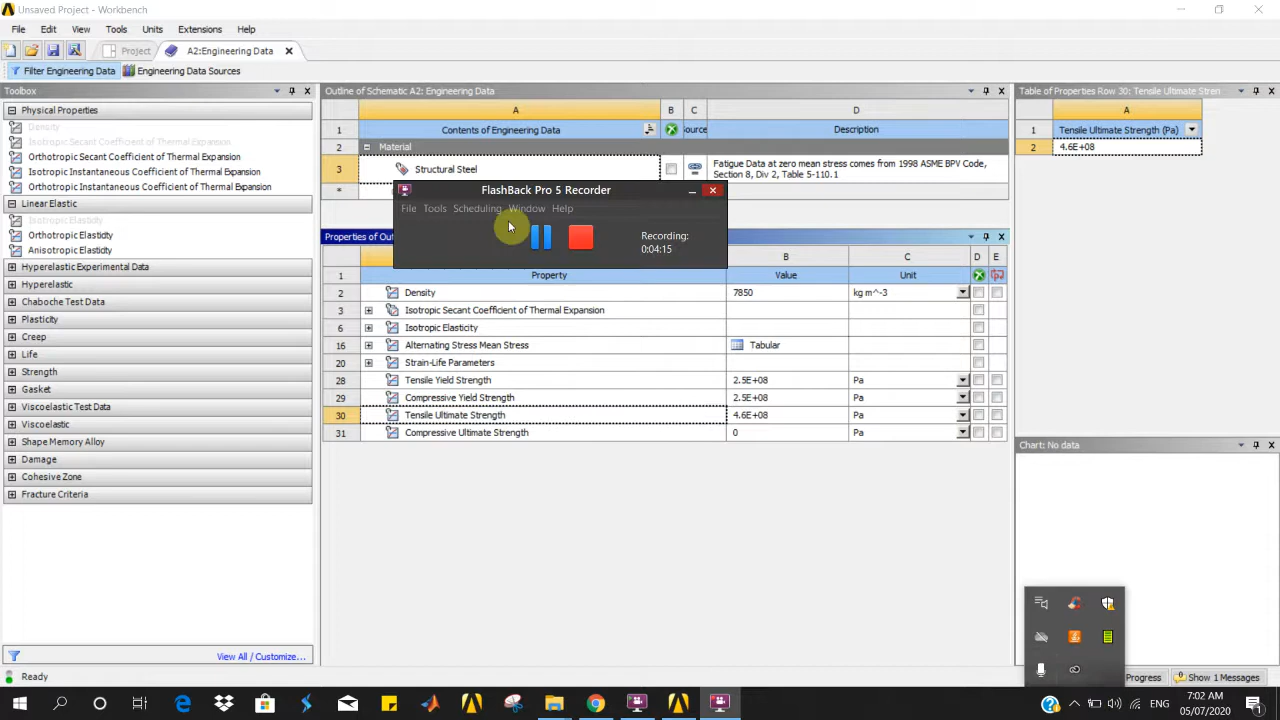 Unsaved Project - Workbench
File Edit View Tools Units Extensions Help
Project A2:Engineering Data
Filter Engineering Data Engineering Data Sources
Toolbox
Physical Properties
Density
Isotropic Secant Coefficient of Thermal Expansion
Orthotropic Secant Coefficient of Thermal Expansion
Isotropic Instantaneous Coefficient of Thermal Expansion
Orthotropic Instantaneous Coefficient of Thermal Expansion
Linear Elastic
Isotropic Elasticity
Orthotropic Elasticity
Anisotropic Elasticity
Hyperelastic Experimental Data
Hyperelastic
Chaboche Test Data
Plasticity
Creep
Life
Strength
Gasket
Viscoelastic Test Data
Viscoelastic
Shape Memory Alloy
Damage
Cohesive Zone
Fracture Criteria
View All / Customize...
Outline of Schematic A2: Engineering Data
A B C D
1 Contents of Engineering Data Source Description
2 Material
3 Structural Steel Fatigue Data at zero mean stress comes from 1998 ASME BPV Code,
Section 8, Div 2, Table 5-110.1
*
FlashBack Pro 5 Recorder
File Tools Scheduling Window Help
Recording:
0:04:15
Properties of Out
B C D E
1 Property Value Unit
2 Density 7850 kg m^-3
3 Isotropic Secant Coefficient of Thermal Expansion
6 Isotropic Elasticity
16 Alternating Stress Mean Stress Tabular
20 Strain-Life Parameters
28 Tensile Yield Strength 2.5E+08 Pa
29 Compressive Yield Strength 2.5E+08 Pa
30 Tensile Ultimate Strength 4.6E+08 Pa
31 Compressive Ultimate Strength 0 Pa
Table of Properties Row 30: Tensile Ultimate Stren
A
1 Tensile Ultimate Strength (Pa)
2 4.6E+08
Chart: No data
Ready
Progress Show 1 Messages
ENG
7:02 AM
05/07/2020